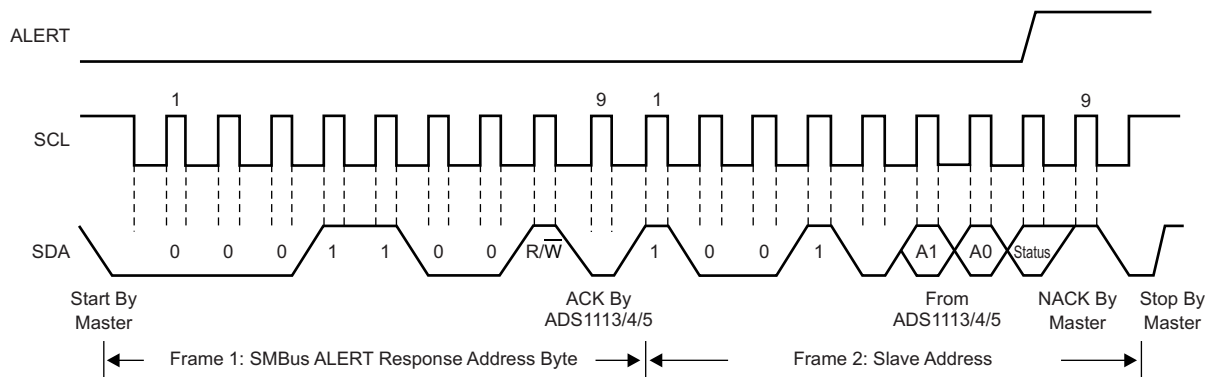 ALERT
1 9 1 9
SCL
SDA 0 0 0 1 1 0 0 R/W̅ 1 0 0 1 A1 A0 Status
Start By
Master
ACK By
ADS1113/4/5
From
ADS1113/4/5
NACK By
Master
Stop By
Master
Frame 1: SMBus ALERT Response Address Byte
Frame 2: Slave Address